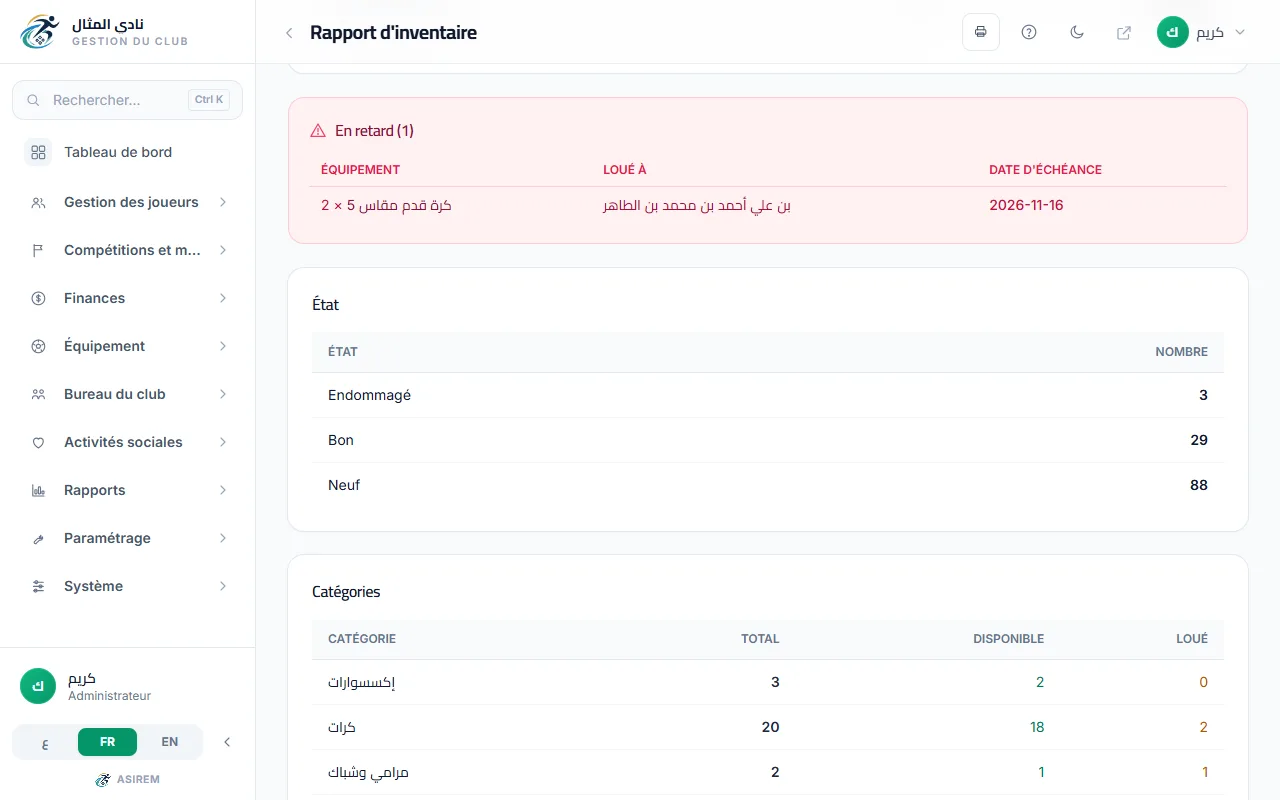 نادي المثال
GESTION DU CLUB
Rechercher...
Ctrl K
Tableau de bord
Gestion des joueurs
Compétitions et m...
Finances
Équipement
Bureau du club
Activités sociales
Rapports
Paramétrage
Système
ك
كريم
Administrateur
ع
FR
EN
ASIREM
Rapport d'inventaire
ك
كريم
En retard (1)
ÉQUIPEMENT
LOUÉ À
DATE D'ÉCHÉANCE
كرة قدم مقاس 5 × 2
بن علي أحمد بن محمد بن الطاهر
2026-11-16
État
ÉTAT
NOMBRE
Endommagé
3
Bon
29
Neuf
88
Catégories
CATÉGORIE
TOTAL
DISPONIBLE
LOUÉ
إكسسوارات
3
2
0
كرات
20
18
2
مرامي وشباك
2
1
1